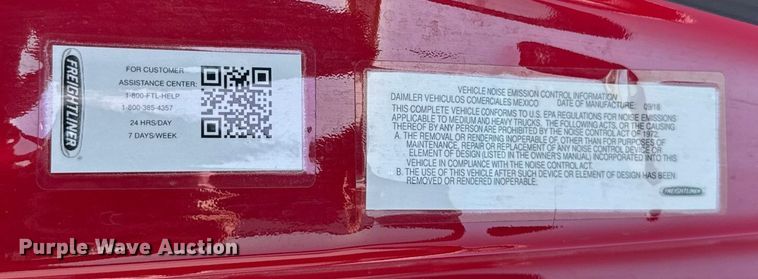 FREIGHTLINER
FOR CUSTOMER
ASSISTANCE CENTER:
1-800-FTL-HELP
1-800-385-4357
24 HRS/DAY
7 DAYS/WEEK
VEHICLE NOISE EMISSION CONTROL INFORMATION
DAIMLER VEHICULOS COMERCIALES MEXICO DATE OF MANUFACTURE: 09/18
THIS COMPLETE VEHICLE CONFORMS TO U.S. EPA REGULATIONS FOR NOISE EMISSIONS
APPLICABLE TO MEDIUM AND HEAVY TRUCKS. THE FOLLOWING ACTS, OR THE CAUSING
THEREOF BY ANY PERSON ARE PROHIBITED BY THE NOISE CONTROL ACT OF 1972:
A. THE REMOVAL OR RENDERING INOPERABLE OF OTHER THAN FOR PURPOSES OF
MAINTENANCE, REPAIR OR REPLACEMENT OF ANY NOISE CONTROL DEVICE OR
ELEMENT OF DESIGN (LISTED IN THE OWNER'S MANUAL) INCORPORATED INTO THIS
VEHICLE IN COMPLIANCE WITH THE NOISE CONTROL ACT.
B. THE USE OF THIS VEHICLE AFTER SUCH DEVICE OR ELEMENT OF DESIGN HAS BEEN
REMOVED OR RENDERED INOPERABLE.
FREIGHTLINER
Purple Wave Auction